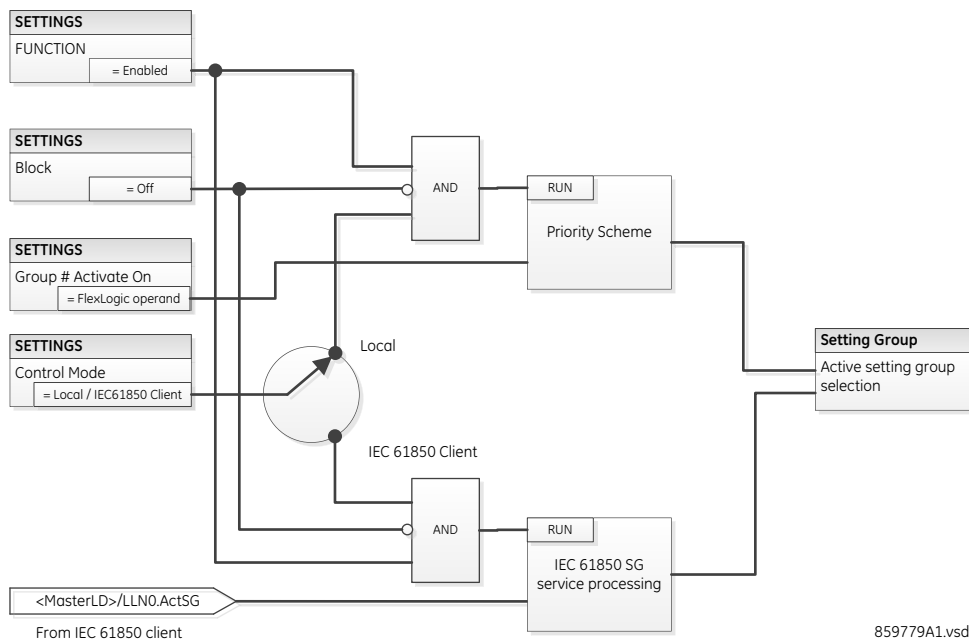 SETTINGS
FUNCTION
= Enabled
SETTINGS
Block
= Off
SETTINGS
Group # Activate On
= FlexLogic operand
SETTINGS
Control Mode
= Local / IEC61850 Client
Local
IEC 61850 Client
AND
RUN
Priority Scheme
AND
RUN
IEC 61850 SG
service processing
Setting Group
Active setting group
selection
<MasterLD>/LLN0.ActSG
From IEC 61850 client
859779A1.vsd